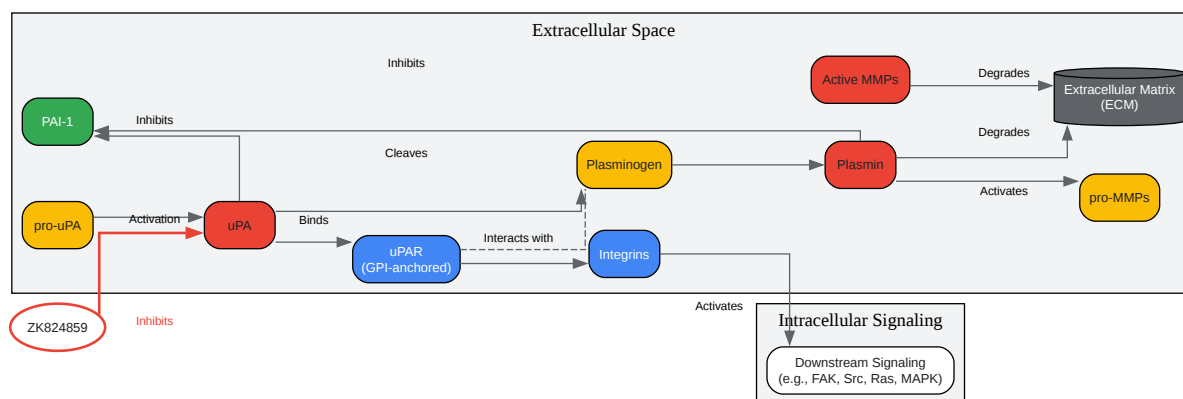 Extracellular Space
Inhibits
Active MMPs
Degrades
Extracellular Matrix
(ECM)
PAI-1
Inhibits
Degrades
Cleaves
Plasminogen
Plasmin
Activates
pro-MMPs
pro-uPA
Activation
uPA
Binds
Interacts with
uPAR
(GPI-anchored)
Integrins
Activates
ZK824859
Inhibits
Intracellular Signaling
Downstream Signaling
(e.g., FAK, Src, Ras, MAPK)